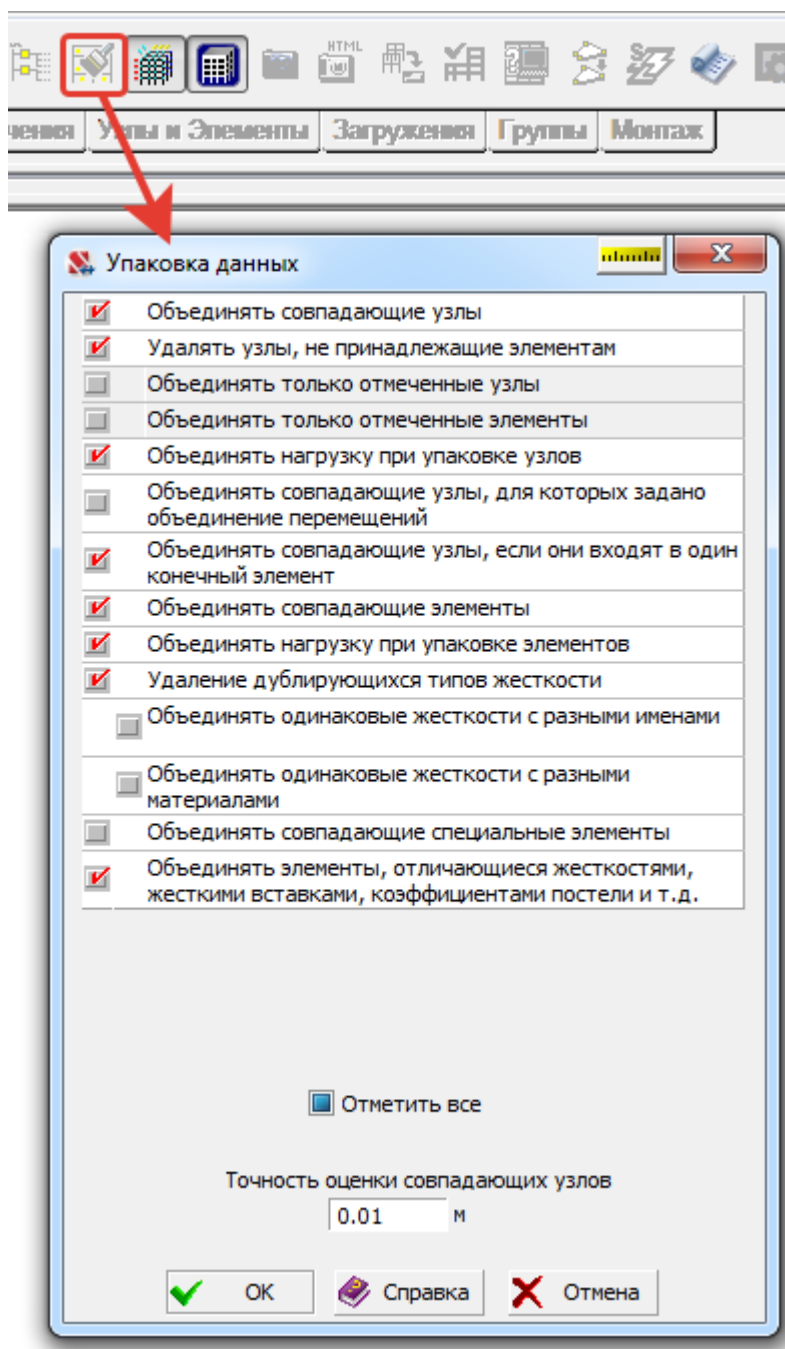 HTML
чения
Узлы и Элементы
Загружения
Группы
Монтаж
Упаковка данных
Объединять совпадающие узлы
Удалять узлы, не принадлежащие элементам
Объединять только отмеченные узлы
Объединять только отмеченные элементы
Объединять нагрузку при упаковке узлов
Объединять совпадающие узлы, для которых задано
объединение перемещений
Объединять совпадающие узлы, если они входят в один
конечный элемент
Объединять совпадающие элементы
Объединять нагрузку при упаковке элементов
Удаление дублирующихся типов жесткости
Объединять одинаковые жесткости с разными именами
Объединять одинаковые жесткости с разными
материалами
Объединять совпадающие специальные элементы
Объединять элементы, отличающиеся жесткостями,
жесткими вставками, коэффициентами постели и т.д.
Отметить все
Точность оценки совпадающих узлов
0.01 м
ОК
Справка
Отмена